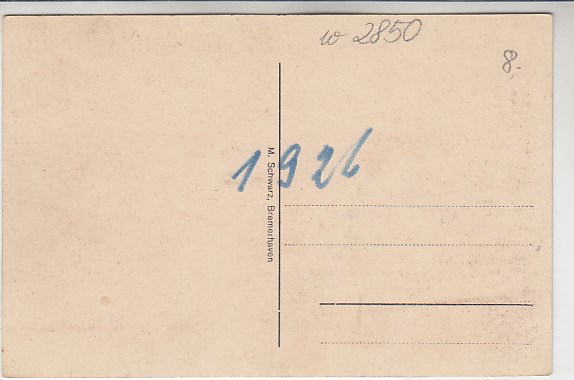 w 2850
8.-
1926
M. Schwarz, Bremerhaven